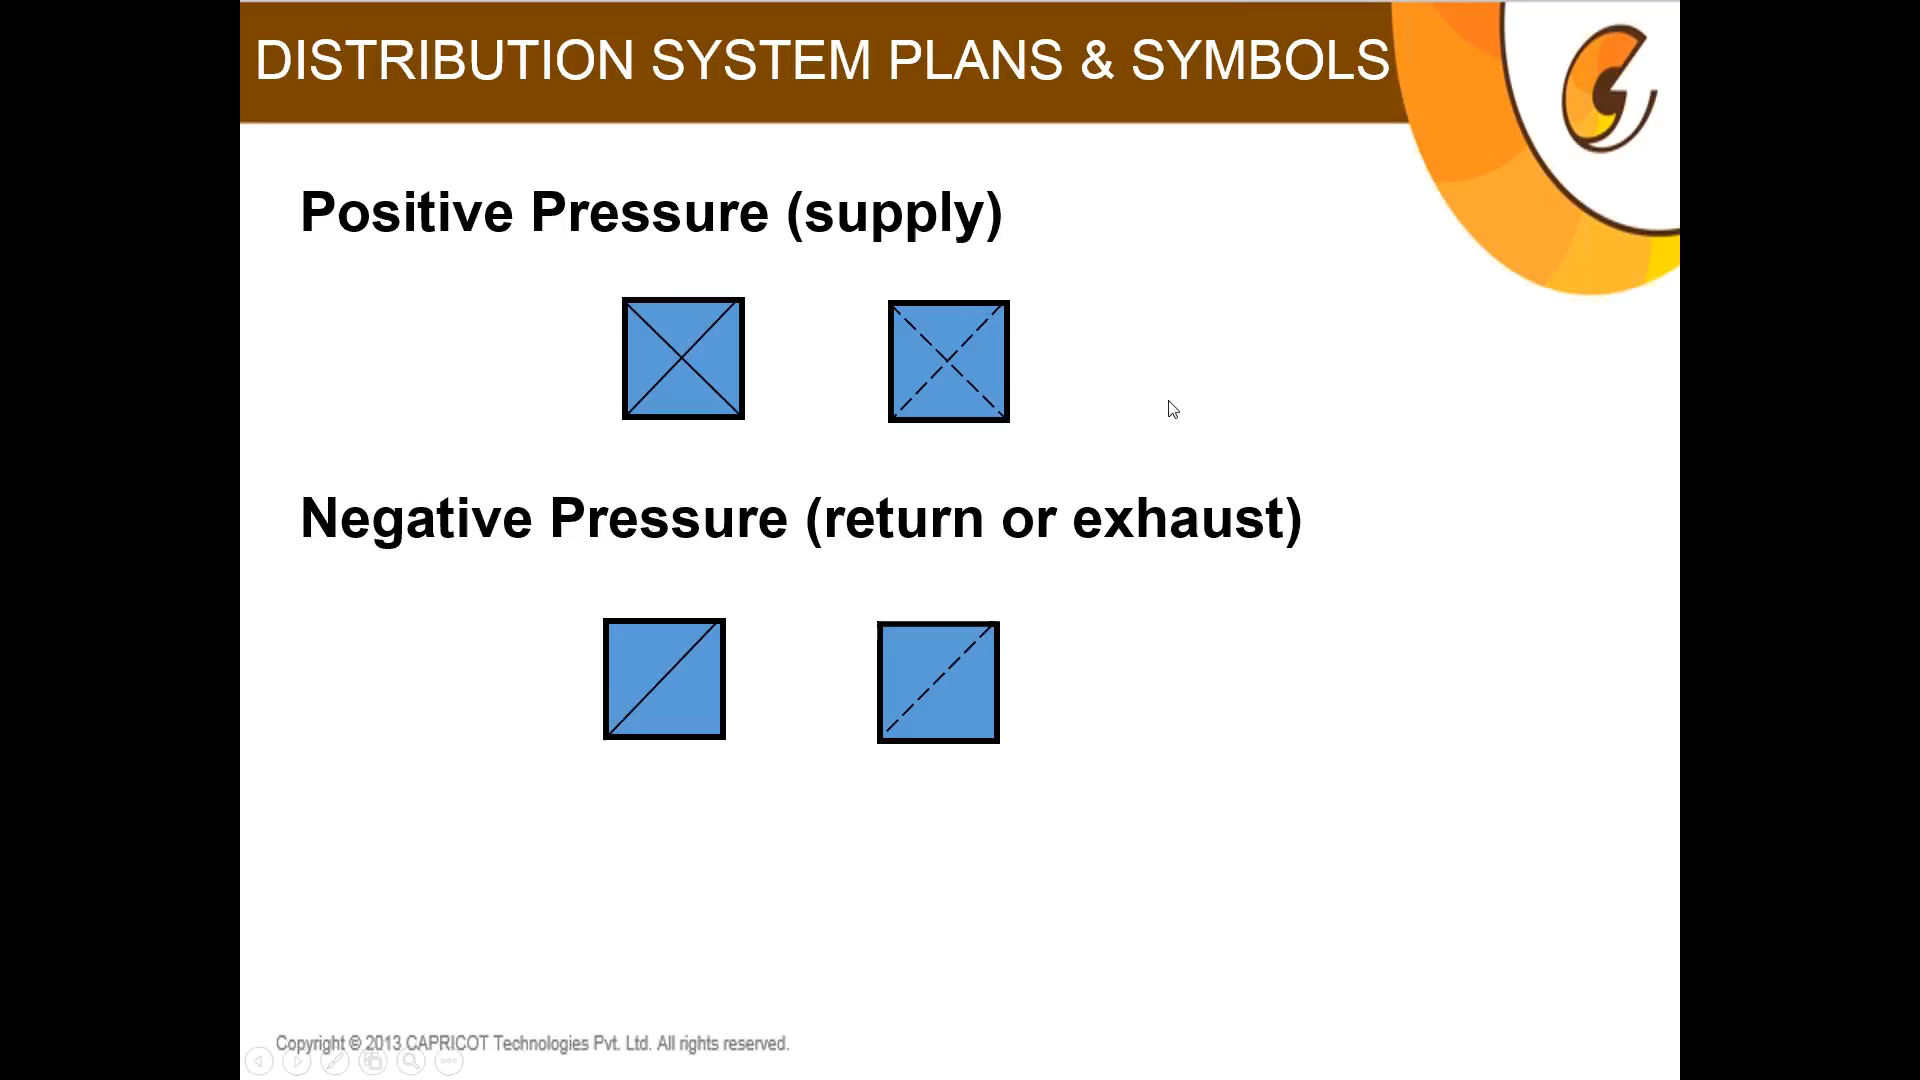 DISTRIBUTION SYSTEM PLANS & SYMBOLS
Positive Pressure (supply)
Negative Pressure (return or exhaust)
Copyright © 2013 CAPRICOT Technologies Pvt. Ltd. All rights reserved.